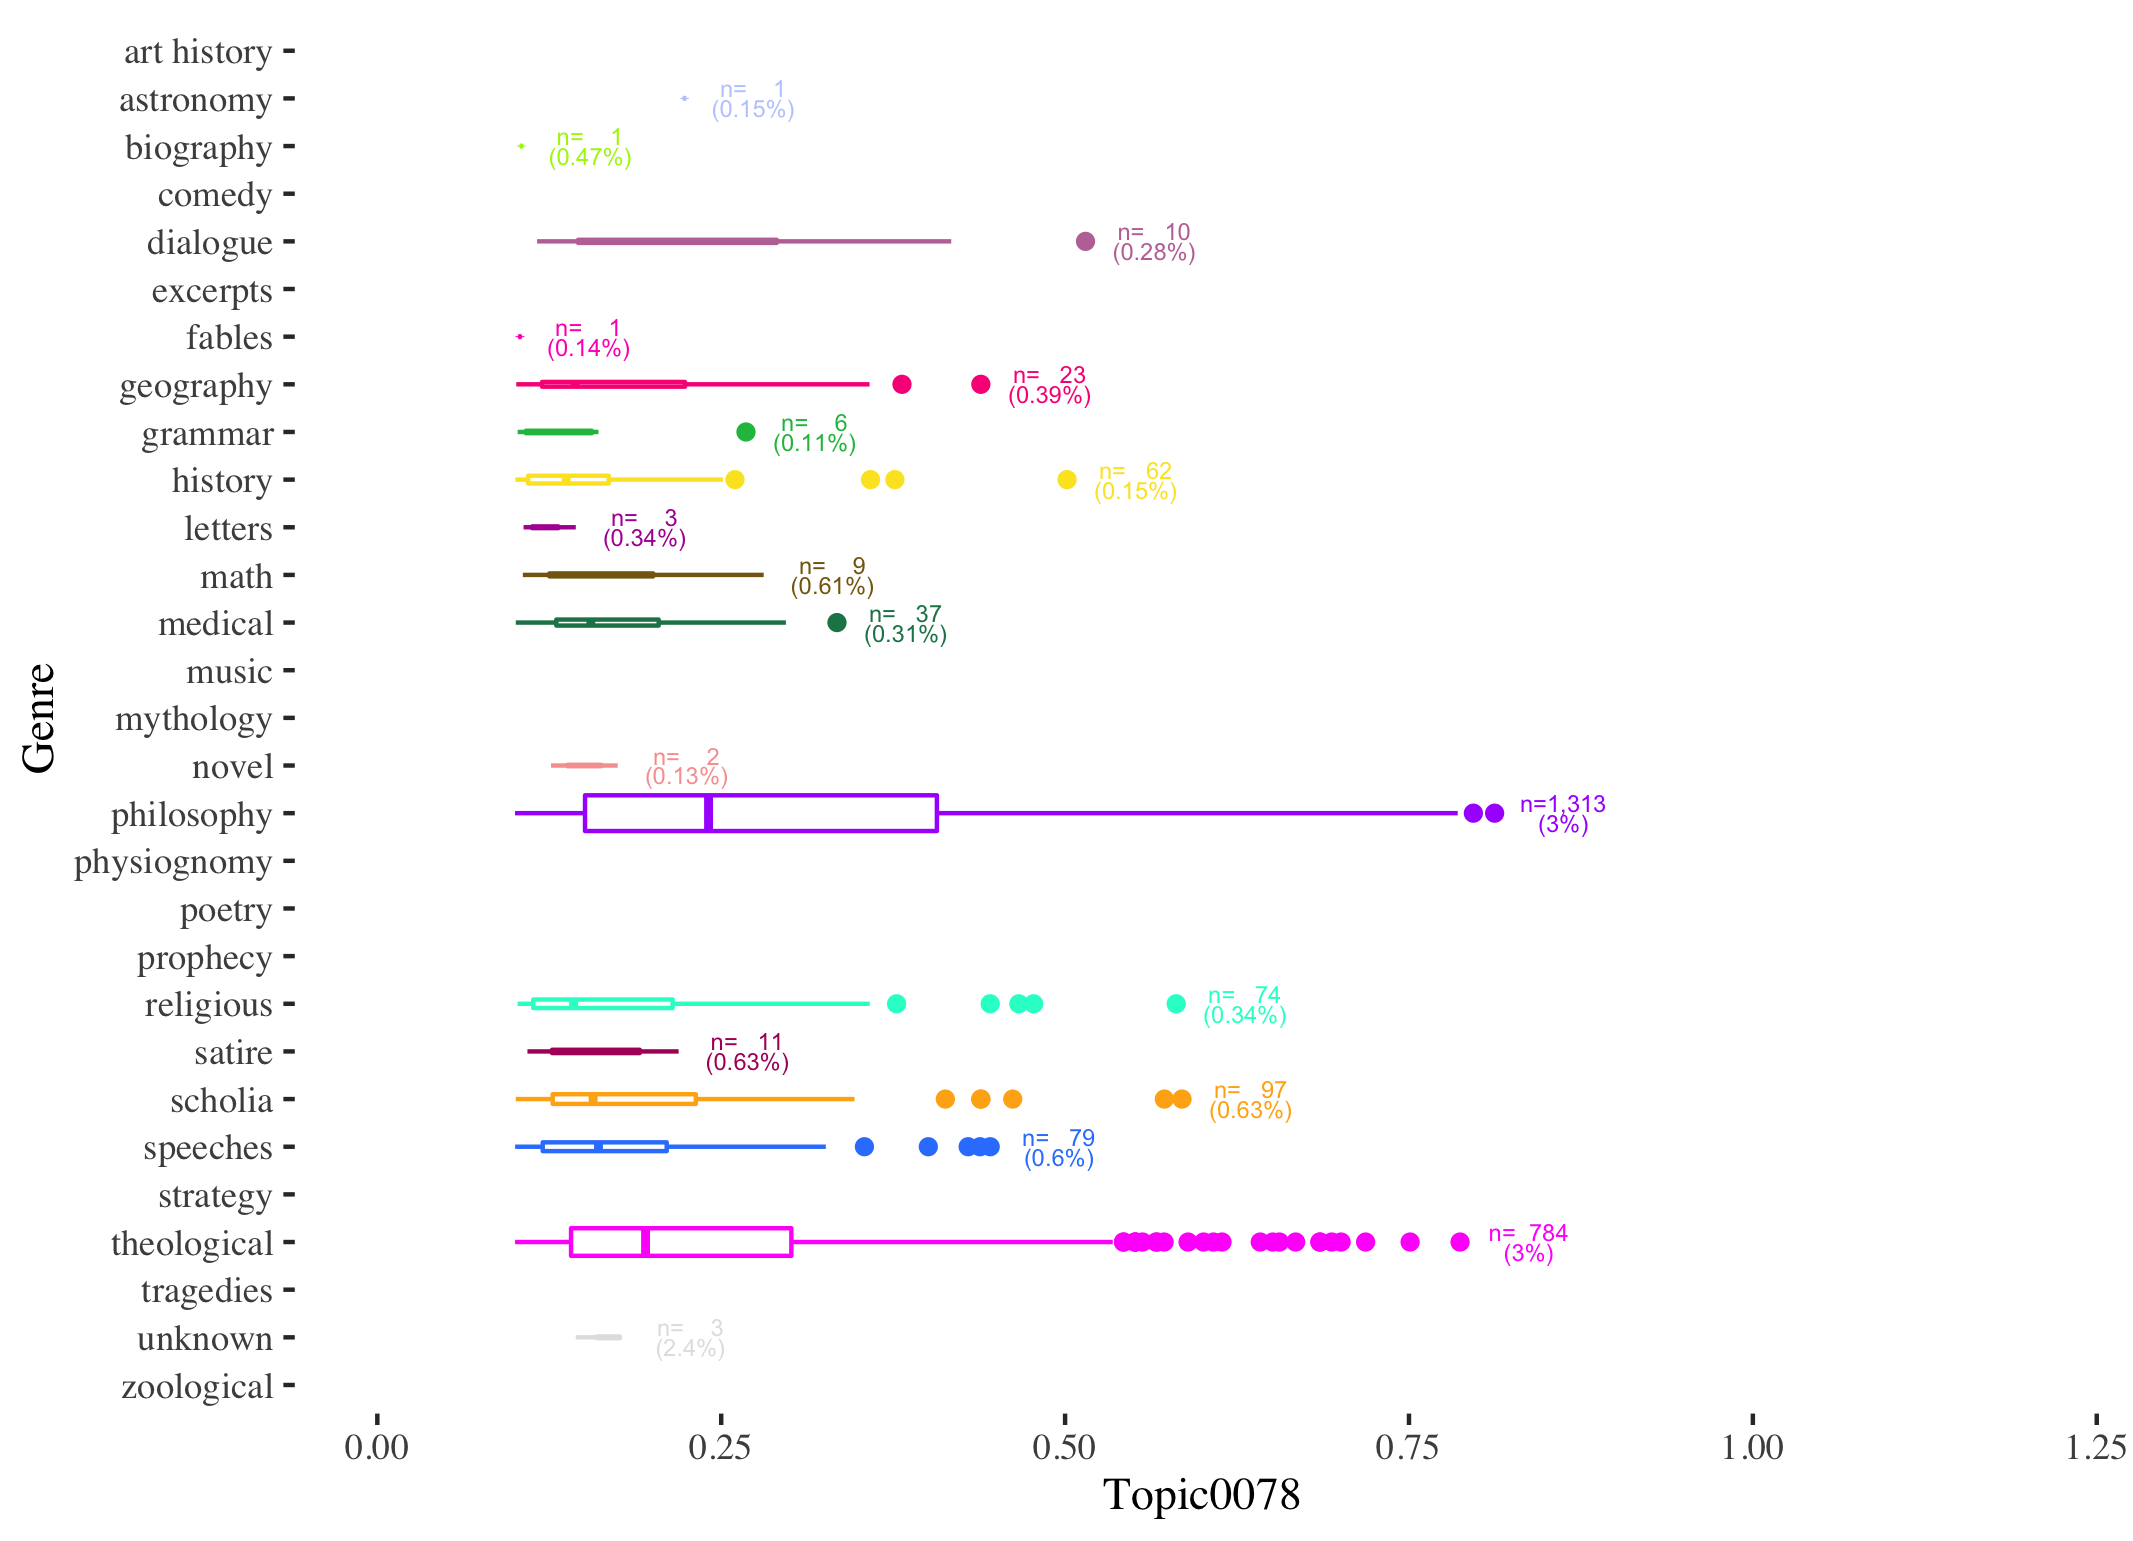 art history
astronomy
n= 1
(0.15%)
biography
n= 1
(0.47%)
comedy
dialogue
n= 10
(0.28%)
excerpts
fables
n= 1
(0.14%)
geography
n= 23
(0.39%)
grammar
n= 6
(0.11%)
history
n= 62
(0.15%)
letters
n= 3
(0.34%)
math
n= 9
(0.61%)
medical
n= 37
(0.31%)
music
mythology
novel
n= 2
(0.13%)
philosophy
n=1,313
(3%)
physiognomy
poetry
prophecy
religious
n= 74
(0.34%)
satire
n= 11
(0.63%)
scholia
n= 97
(0.63%)
speeches
n= 79
(0.6%)
strategy
theological
n= 784
(3%)
tragedies
unknown
n= 3
(2.4%)
zoological
Genre
0.00 0.25 0.50 0.75 1.00 1.25
Topic0078